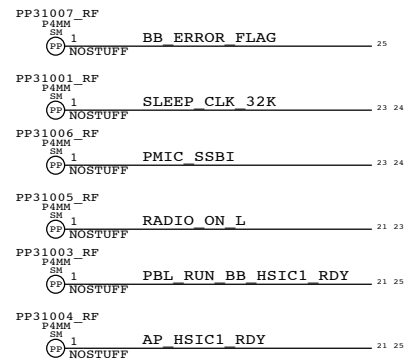 PP31007_RF
P4MM
SM
PP 1 BB_ERROR_FLAG 25
NOSTUFF
PP31001_RF
P4MM
SM
PP 1 SLEEP_CLK_32K 23 24
NOSTUFF
PP31006_RF
P4MM
SM
PP 1 PMIC_SSBI 23 24
NOSTUFF
PP31005_RF
P4MM
SM
PP 1 RADIO_ON_L 21 23
NOSTUFF
PP31003_RF
P4MM
SM
PP 1 PBL_RUN_BB_HSIC1_RDY 21 25
NOSTUFF
PP31004_RF
P4MM
SM
PP 1 AP_HSIC1_RDY 21 25
NOSTUFF